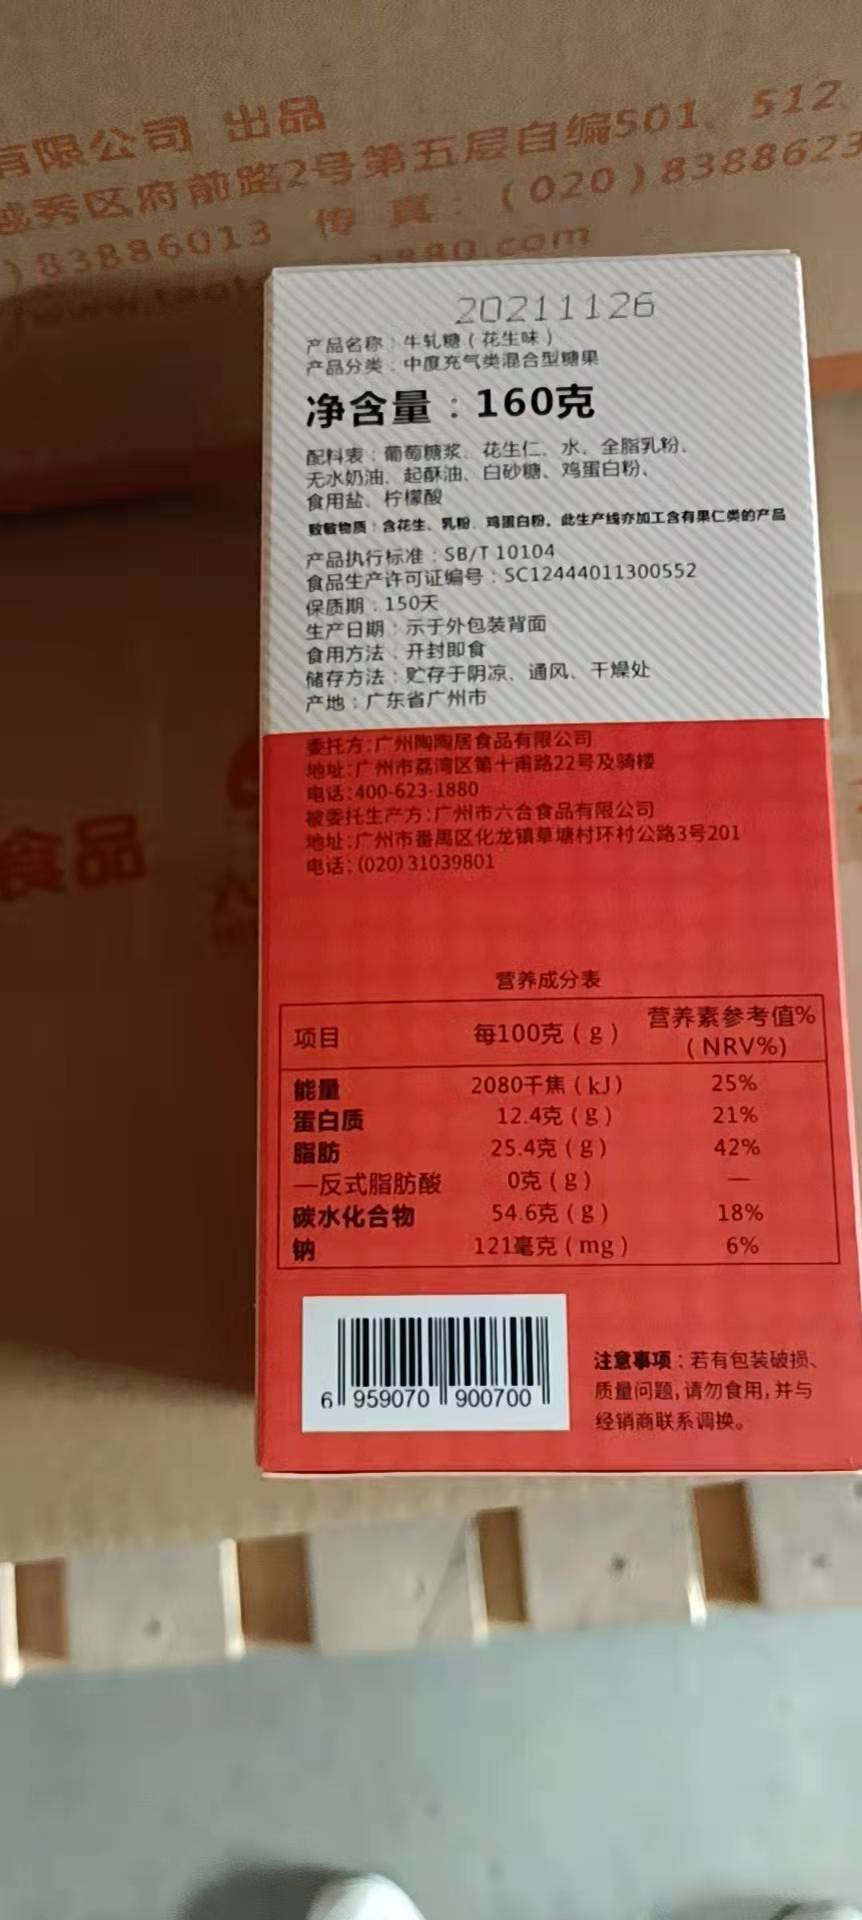 有限公司 出品
越秀区府前路2号第五层自编501、512、
)83886013 传 真：(020)8388623
20211126
产品名称：牛轧糖（花生味）
产品分类：中度充气类混合型糖果
净含量：160克
配料表：葡萄糖浆、花生仁、水、全脂乳粉、
无水奶油、起酥油、白砂糖、鸡蛋白粉、
食用盐、柠檬酸
致敏物质：含花生、乳粉、鸡蛋白粉，此生产线亦加工含有果仁类的产品
产品执行标准：SB/T 10104
食品生产许可证编号：SC12444011300552
保质期：150天
生产日期：示于外包装背面
食用方法：开封即食
储存方法：贮存于阴凉、通风、干燥处
产地：广东省广州市
委托方：广州陶陶居食品有限公司
地址：广州市荔湾区第十甫路22号及骑楼
电话：400-623-1880
被委托生产方：广州市六合食品有限公司
地址：广州市番禺区化龙镇草塘村环村公路3号201
电话：(020)31039801
食品
营养成分表
项目 每100克（g） 营养素参考值%
（NRV%）
能量 2080千焦（kJ） 25%
蛋白质 12.4克（g） 21%
脂肪 25.4克（g） 42%
—反式脂肪酸 0克（g） —
碳水化合物 54.6克（g） 18%
钠 121毫克（mg） 6%
6 959070 900700
注意事项：若有包装破损、
质量问题，请勿食用，并与
经销商联系调换。